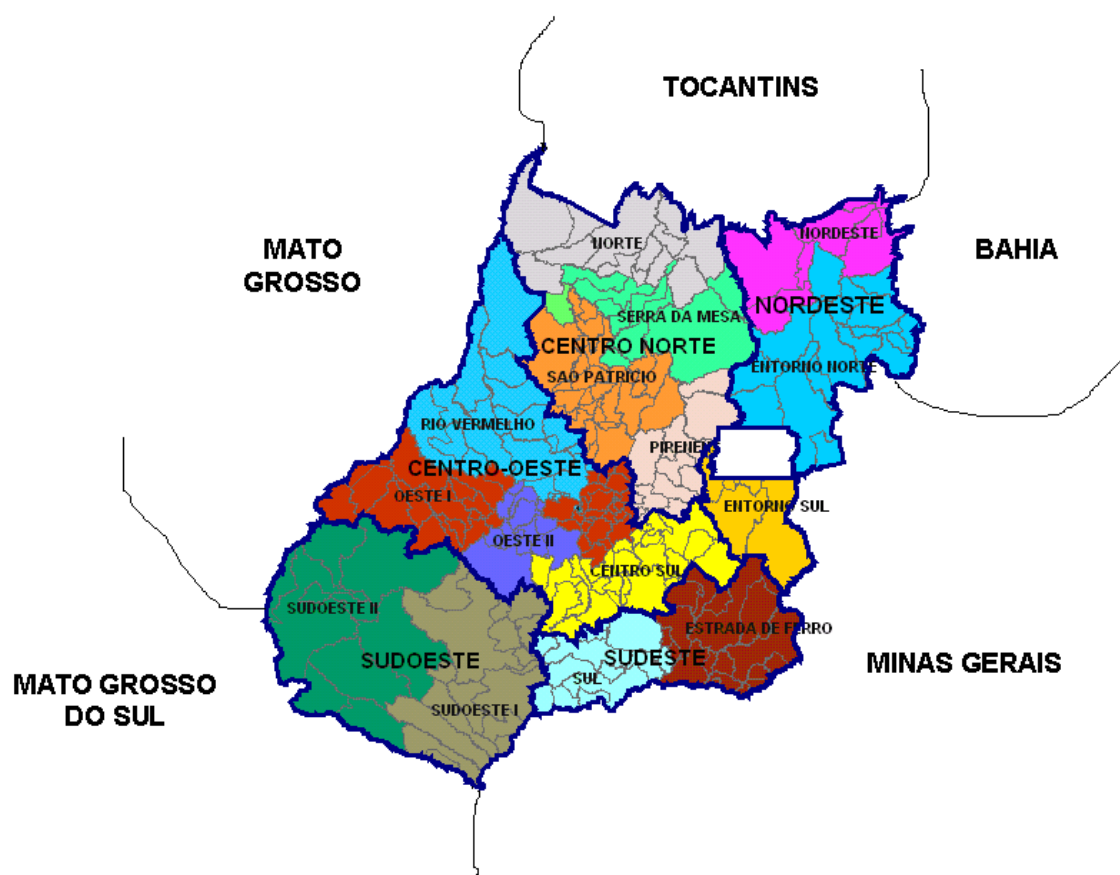 TOCANTINS
MATO
GROSSO
BAHIA
NORTE
NORDESTE
NORDESTE
SERRA DA MESA
CENTRO NORTE
ENTORNO NORTE
SAO PATRICIO
RIO VERMELHO
PIRENEN
CENTRO-OESTE
OESTE I
ENTORNO SUL
OESTE II
CENTRO SUL
SUDOESTE II
ESTRADA DE FERRO
SUDOESTE
SUDESTE
MINAS GERAIS
SUL
MATO GROSSO
DO SUL
SUDOESTE I